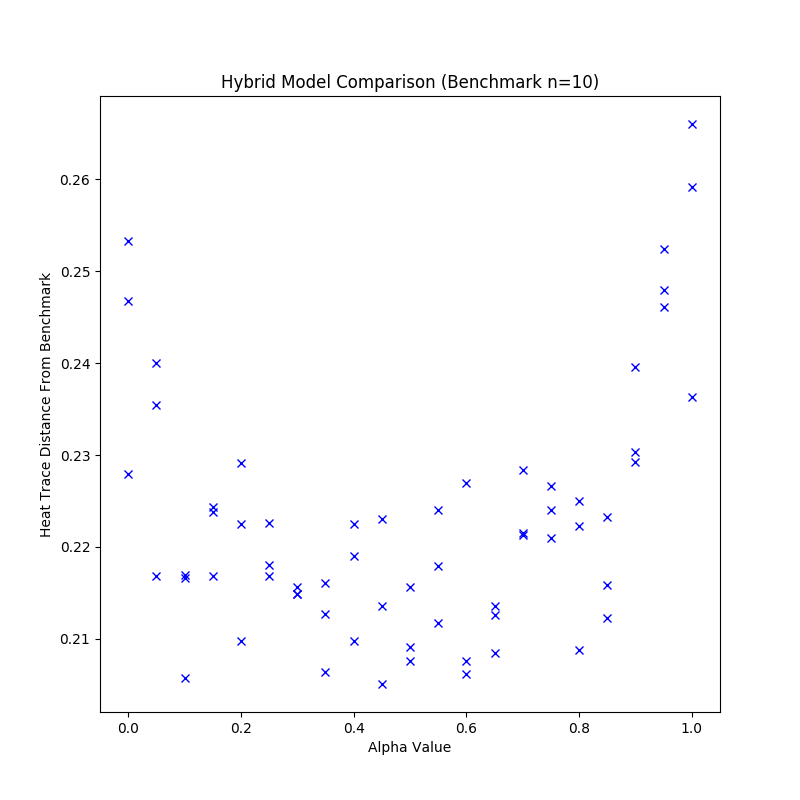 Hybrid Model Comparison (Benchmark n=10)
Heat Trace Distance From Benchmark
0.26
0.25
0.24
0.23
0.22
0.21
0.0 0.2 0.4 0.6 0.8 1.0
Alpha Value